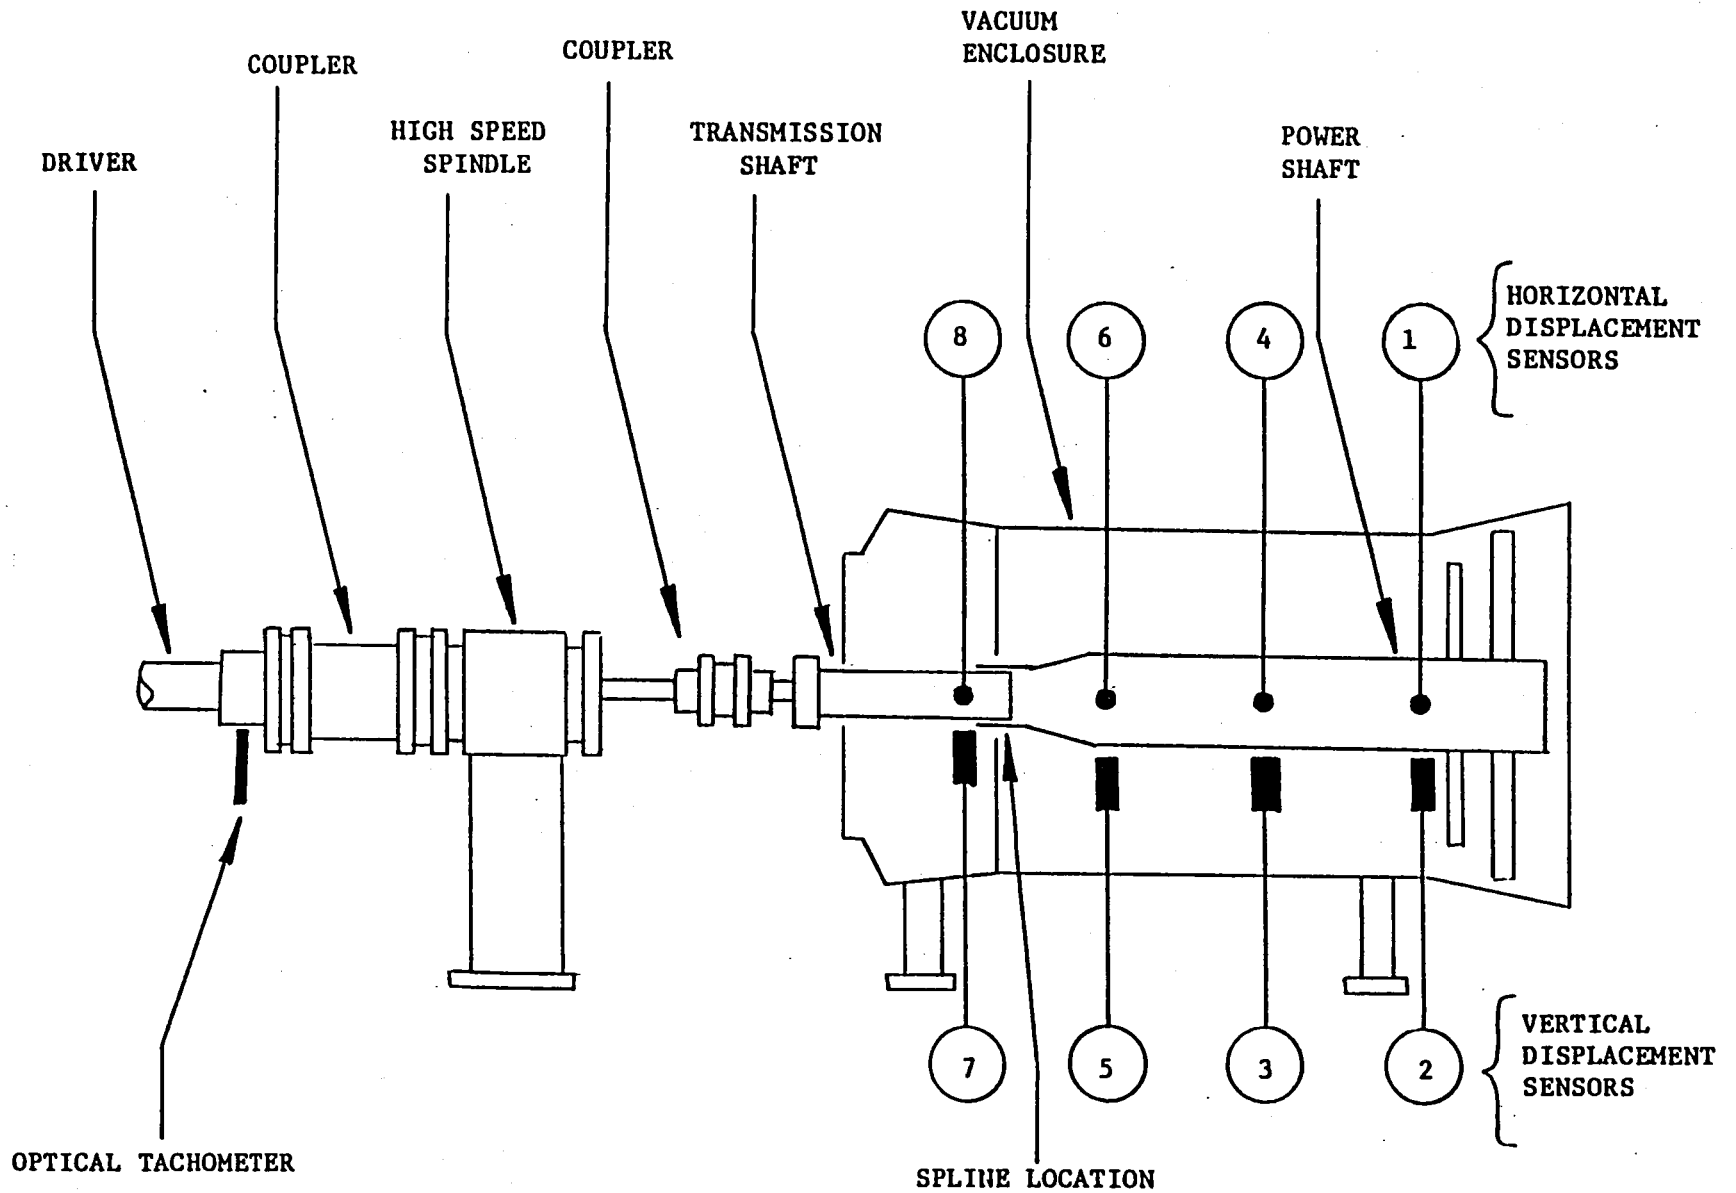 VACUUM
ENCLOSURE
COUPLER
COUPLER
HIGH SPEED
SPINDLE
TRANSMISSION
SHAFT
POWER
SHAFT
DRIVER
HORIZONTAL
DISPLACEMENT
SENSORS
8
6
4
1
7
5
3
2
VERTICAL
DISPLACEMENT
SENSORS
OPTICAL TACHOMETER
SPLINE LOCATION